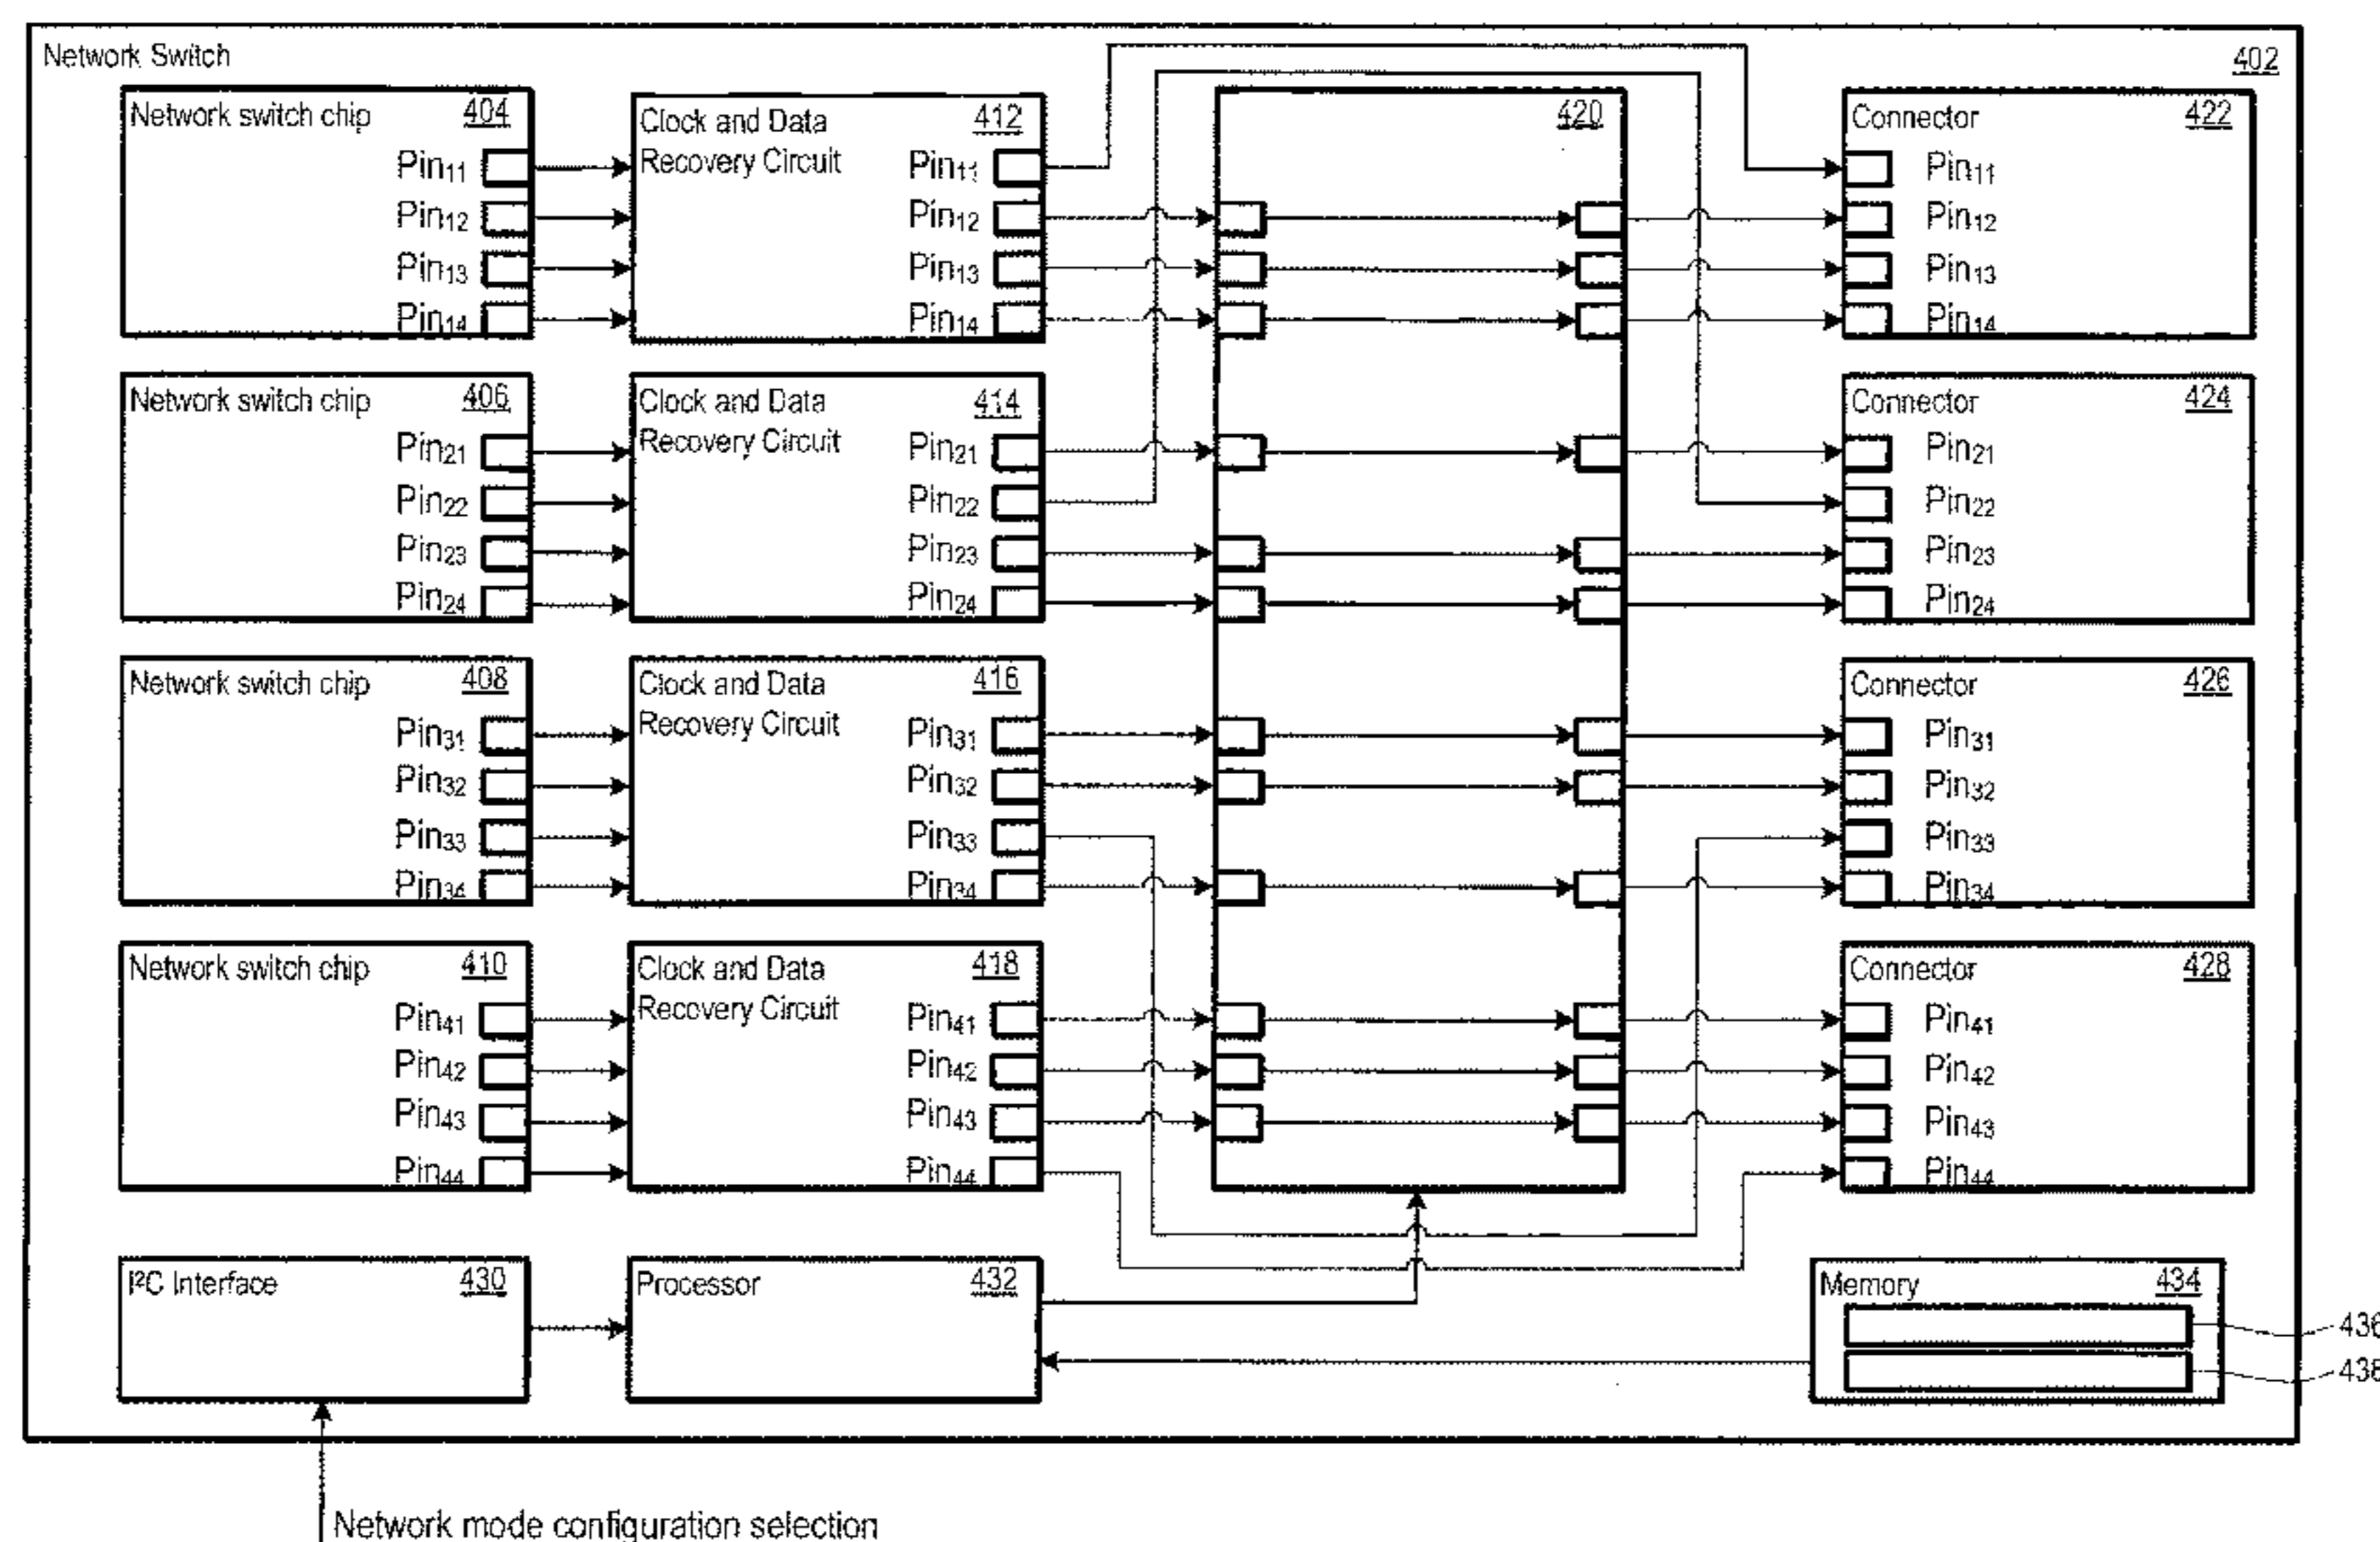 Network Switch 402
Network switch chip 404
Pin11
Pin12
Pin13
Pin14
Clock and Data 412
Recovery Circuit
Pin11
Pin12
Pin13
Pin14
420
Connector 422
Pin11
Pin12
Pin13
Pin14
Network switch chip 406
Pin21
Pin22
Pin23
Pin24
Clock and Data 414
Recovery Circuit
Pin21
Pin22
Pin23
Pin24
Connector 424
Pin21
Pin22
Pin23
Pin24
Network switch chip 408
Pin31
Pin32
Pin33
Pin34
Clock and Data 416
Recovery Circuit
Pin31
Pin32
Pin33
Pin34
Connector 426
Pin31
Pin32
Pin33
Pin34
Network switch chip 410
Pin41
Pin42
Pin43
Pin44
Clock and Data 418
Recovery Circuit
Pin41
Pin42
Pin43
Pin44
Connector 428
Pin41
Pin42
Pin43
Pin44
I²C Interface 430
Processor 432
Memory 434
436
Network mode configuration selection